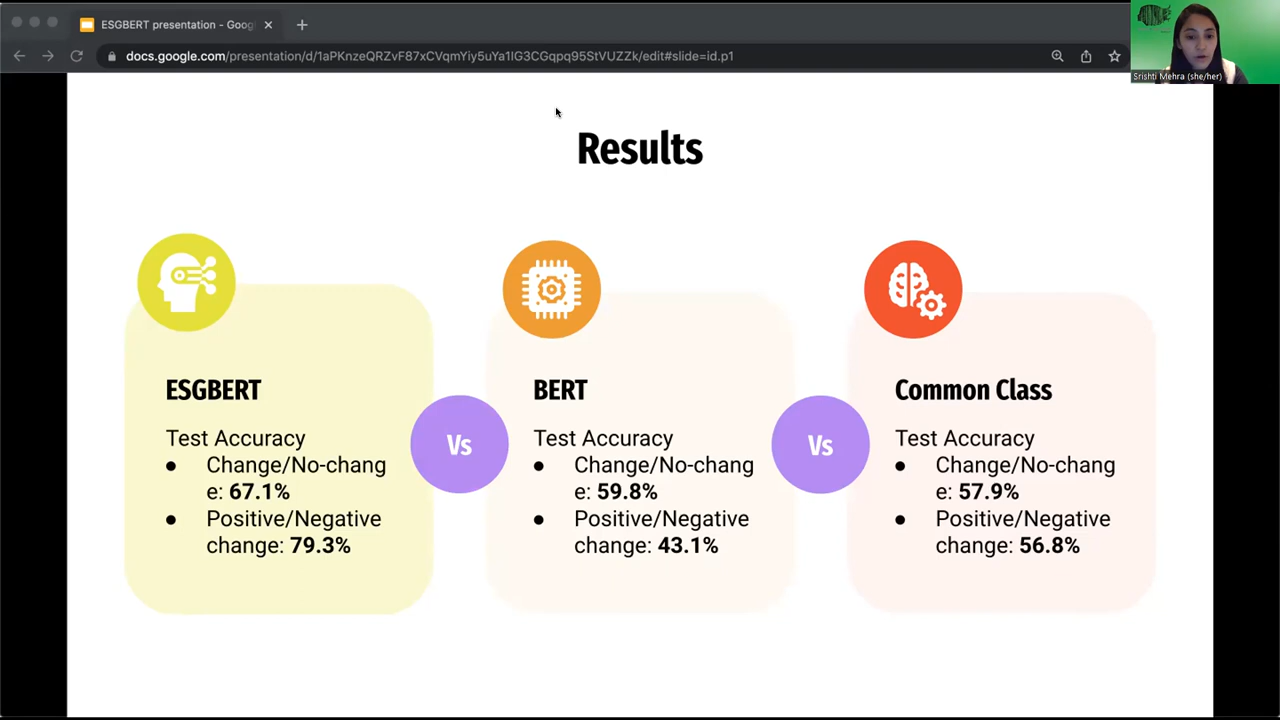 ESGBERT presentation - Goog
docs.google.com/presentation/d/1aPKnzeQRZvF87xCVqmYiy5uYa1IG3CGqpq95StVUZZk/edit#slide=id.p1
Srishti Mehra (she/her)
Results
ESGBERT
Test Accuracy
● Change/No-chang
e: 67.1%
● Positive/Negative
change: 79.3%
Vs
BERT
Test Accuracy
● Change/No-chang
e: 59.8%
● Positive/Negative
change: 43.1%
Vs
Common Class
Test Accuracy
● Change/No-chang
e: 57.9%
● Positive/Negative
change: 56.8%